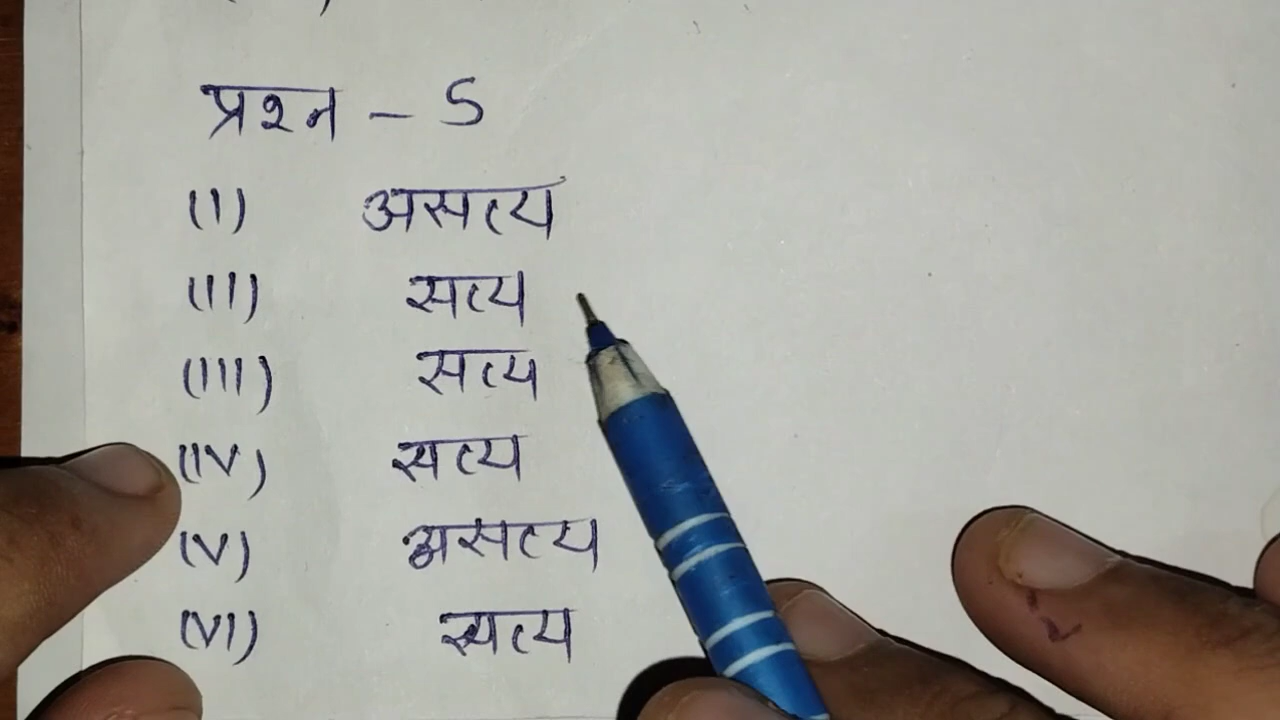 प्रश्न - 5
(I) असत्य
(II) सत्य
(III) सत्य
(IV) सत्य
(V) असत्य
(VI) सत्य